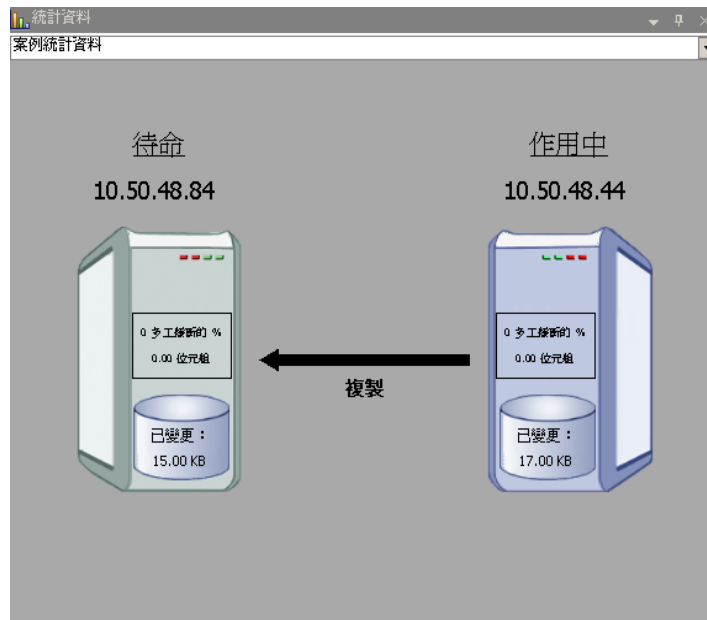 統計資料
案例統計資料
待命
作用中
10.50.48.84
10.50.48.44
0 多工緩衝的 %
0.00 位元組
0 多工緩衝的 %
0.00 位元組
複製
已變更：
15.00 KB
已變更：
17.00 KB